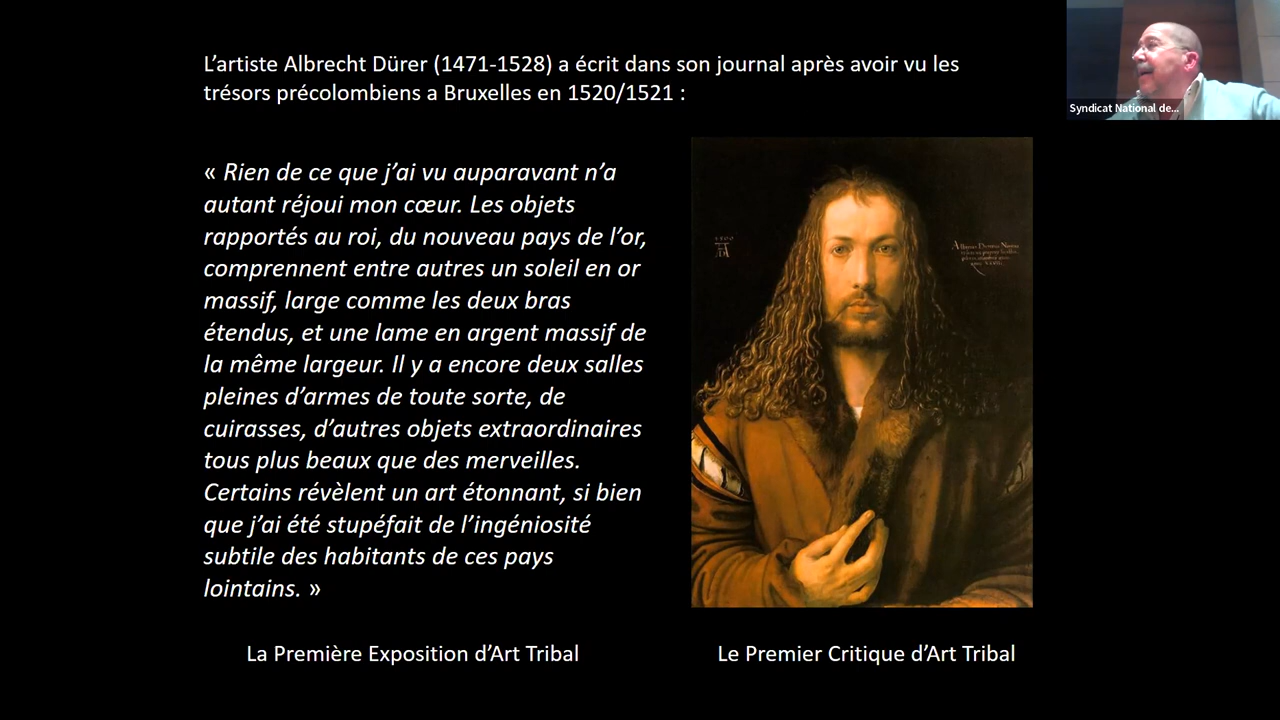 L'artiste Albrecht Dürer (1471-1528) a écrit dans son journal après avoir vu les
trésors précolombiens a Bruxelles en 1520/1521 :
« Rien de ce que j'ai vu auparavant n'a
autant réjoui mon cœur. Les objets
rapportés au roi, du nouveau pays de l'or,
comprennent entre autres un soleil en or
massif, large comme les deux bras
étendus, et une lame en argent massif de
la même largeur. Il y a encore deux salles
pleines d'armes de toute sorte, de
cuirasses, d'autres objets extraordinaires
tous plus beaux que des merveilles.
Certains révèlent un art étonnant, si bien
que j'ai été stupéfait de l'ingéniosité
subtile des habitants de ces pays
lointains. »
La Première Exposition d'Art Tribal
Le Premier Critique d'Art Tribal
Syndicat National de...
1500